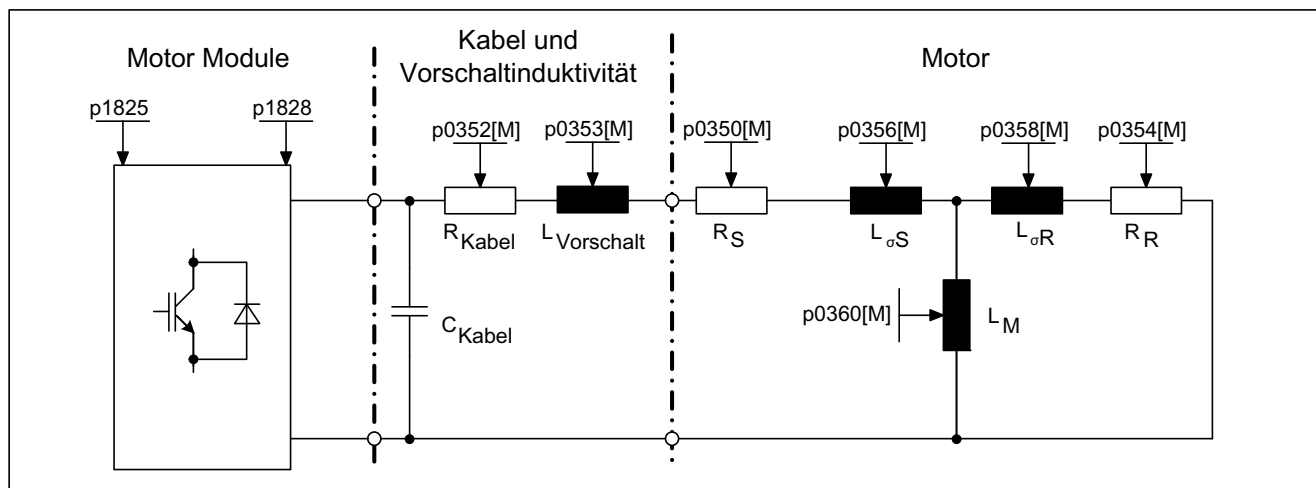 Motor Module
Kabel und
Vorschaltinduktivität
Motor
p1825
p1828
p0352[M]
p0353[M]
p0350[M]
p0356[M]
p0358[M]
p0354[M]
RKabel
LVorschalt
RS
LσS
LσR
RR
CKabel
p0360[M]
LM